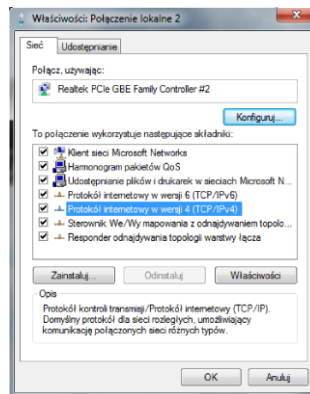 Właściwości: Połączenie lokalne 2
Sieć
Udostępnianie
Połącz, używając:
Realtek PCIe GBE Family Controller #2
Konfiguruj...
To połączenie wykorzystuje następujące składniki:
Klient sieci Microsoft Networks
Harmonogram pakietów QoS
Udostępnianie plików i drukarek w sieciach Microsoft N...
Protokół internetowy w wersji 6 (TCP/IPv6)
Protokół internetowy w wersji 4 (TCP/IPv4)
Sterownik We/Wy mapowania z odnajdywaniem topolo...
Responder odnajdywania topologii warstwy łącza
Zainstaluj...
Odinstaluj
Właściwości
Opis
Protokół kontroli transmisji/Protokół internetowy (TCP/IP).
Domyślny protokół dla sieci rozległych, umożliwiający
komunikację połączonych sieci różnych typów.
OK
Anuluj